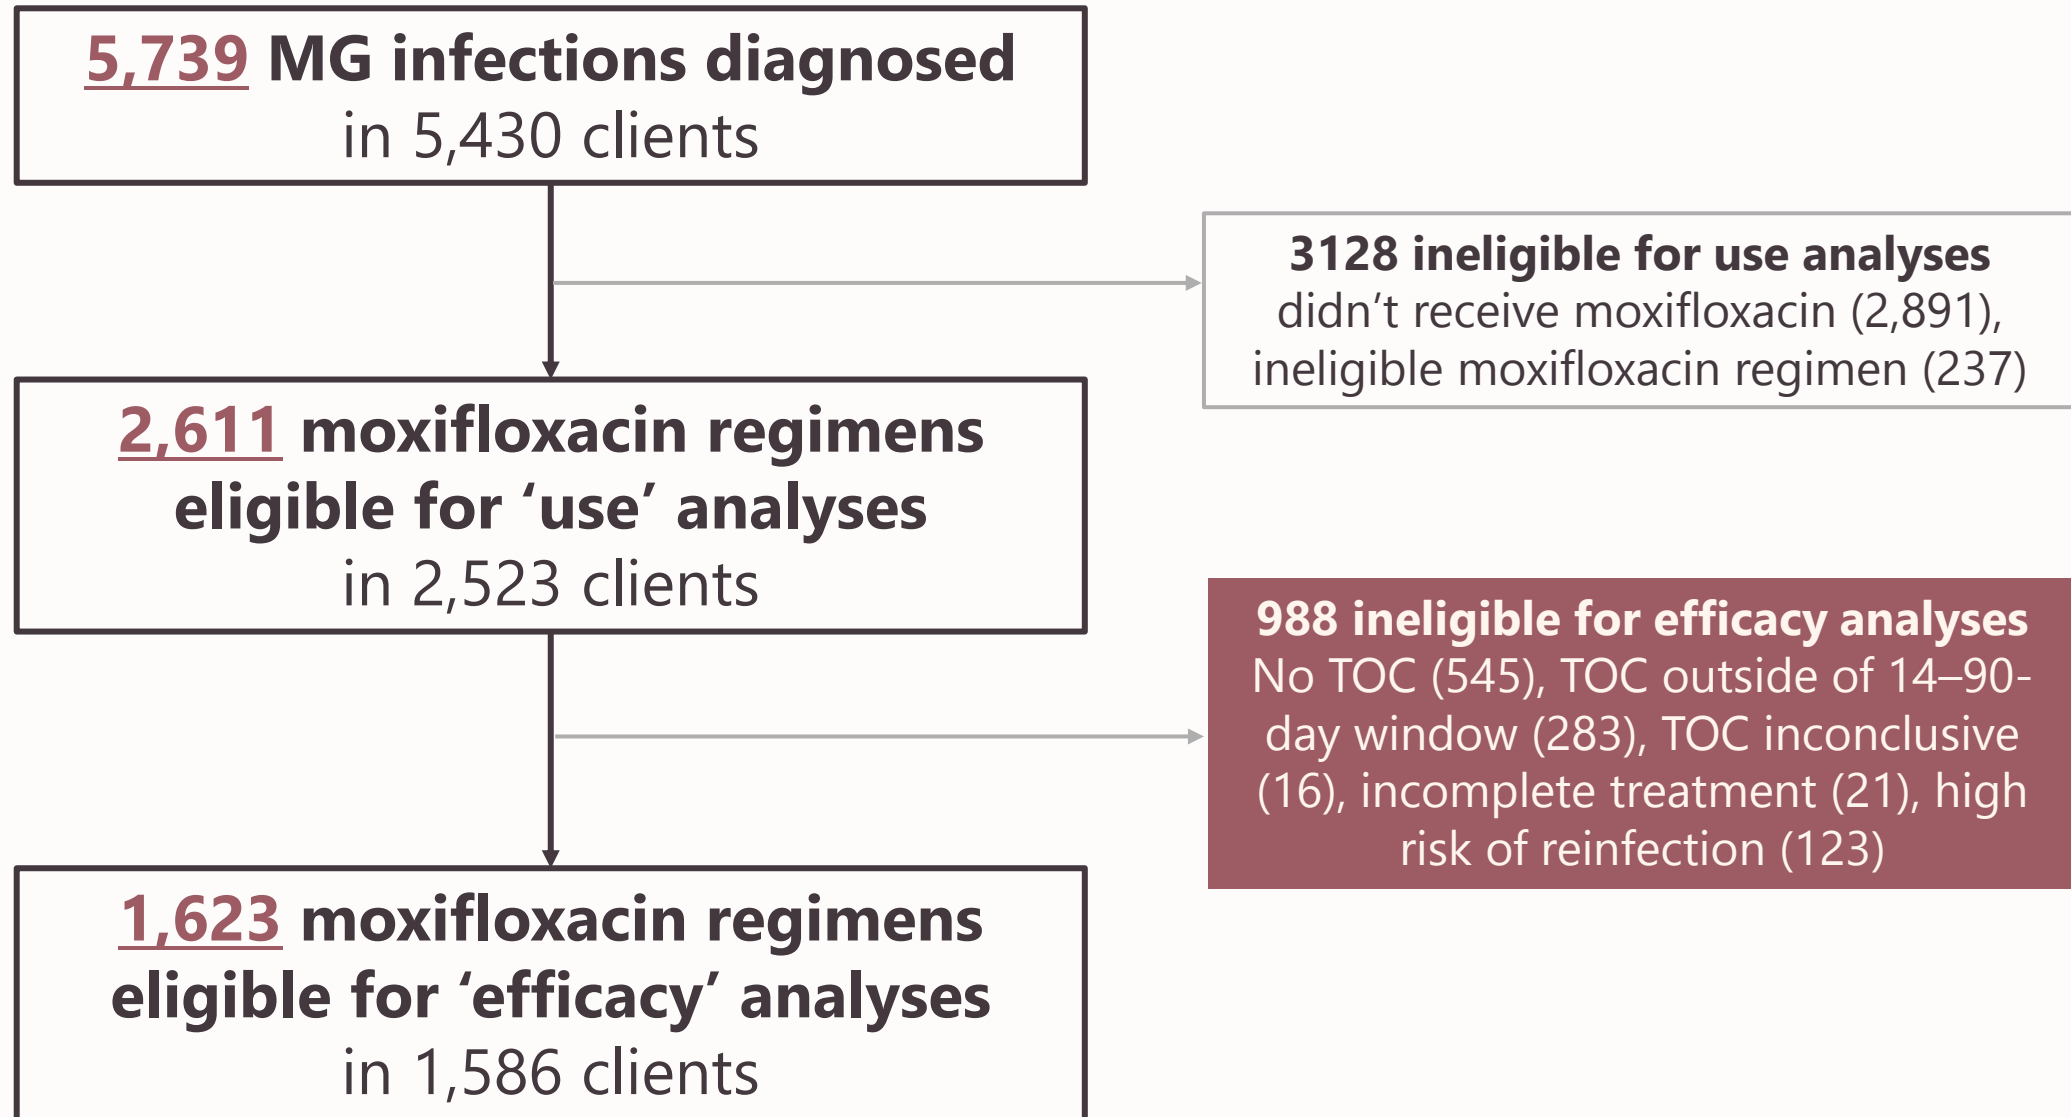 5,739 MG infections diagnosed
in 5,430 clients
3128 ineligible for use analyses
didn’t receive moxifloxacin (2,891),
ineligible moxifloxacin regimen (237)
2,611 moxifloxacin regimens
eligible for ‘use’ analyses
in 2,523 clients
988 ineligible for efficacy analyses
No TOC (545), TOC outside of 14–90-
day window (283), TOC inconclusive
(16), incomplete treatment (21), high
risk of reinfection (123)
1,623 moxifloxacin regimens
eligible for ‘efficacy’ analyses
in 1,586 clients